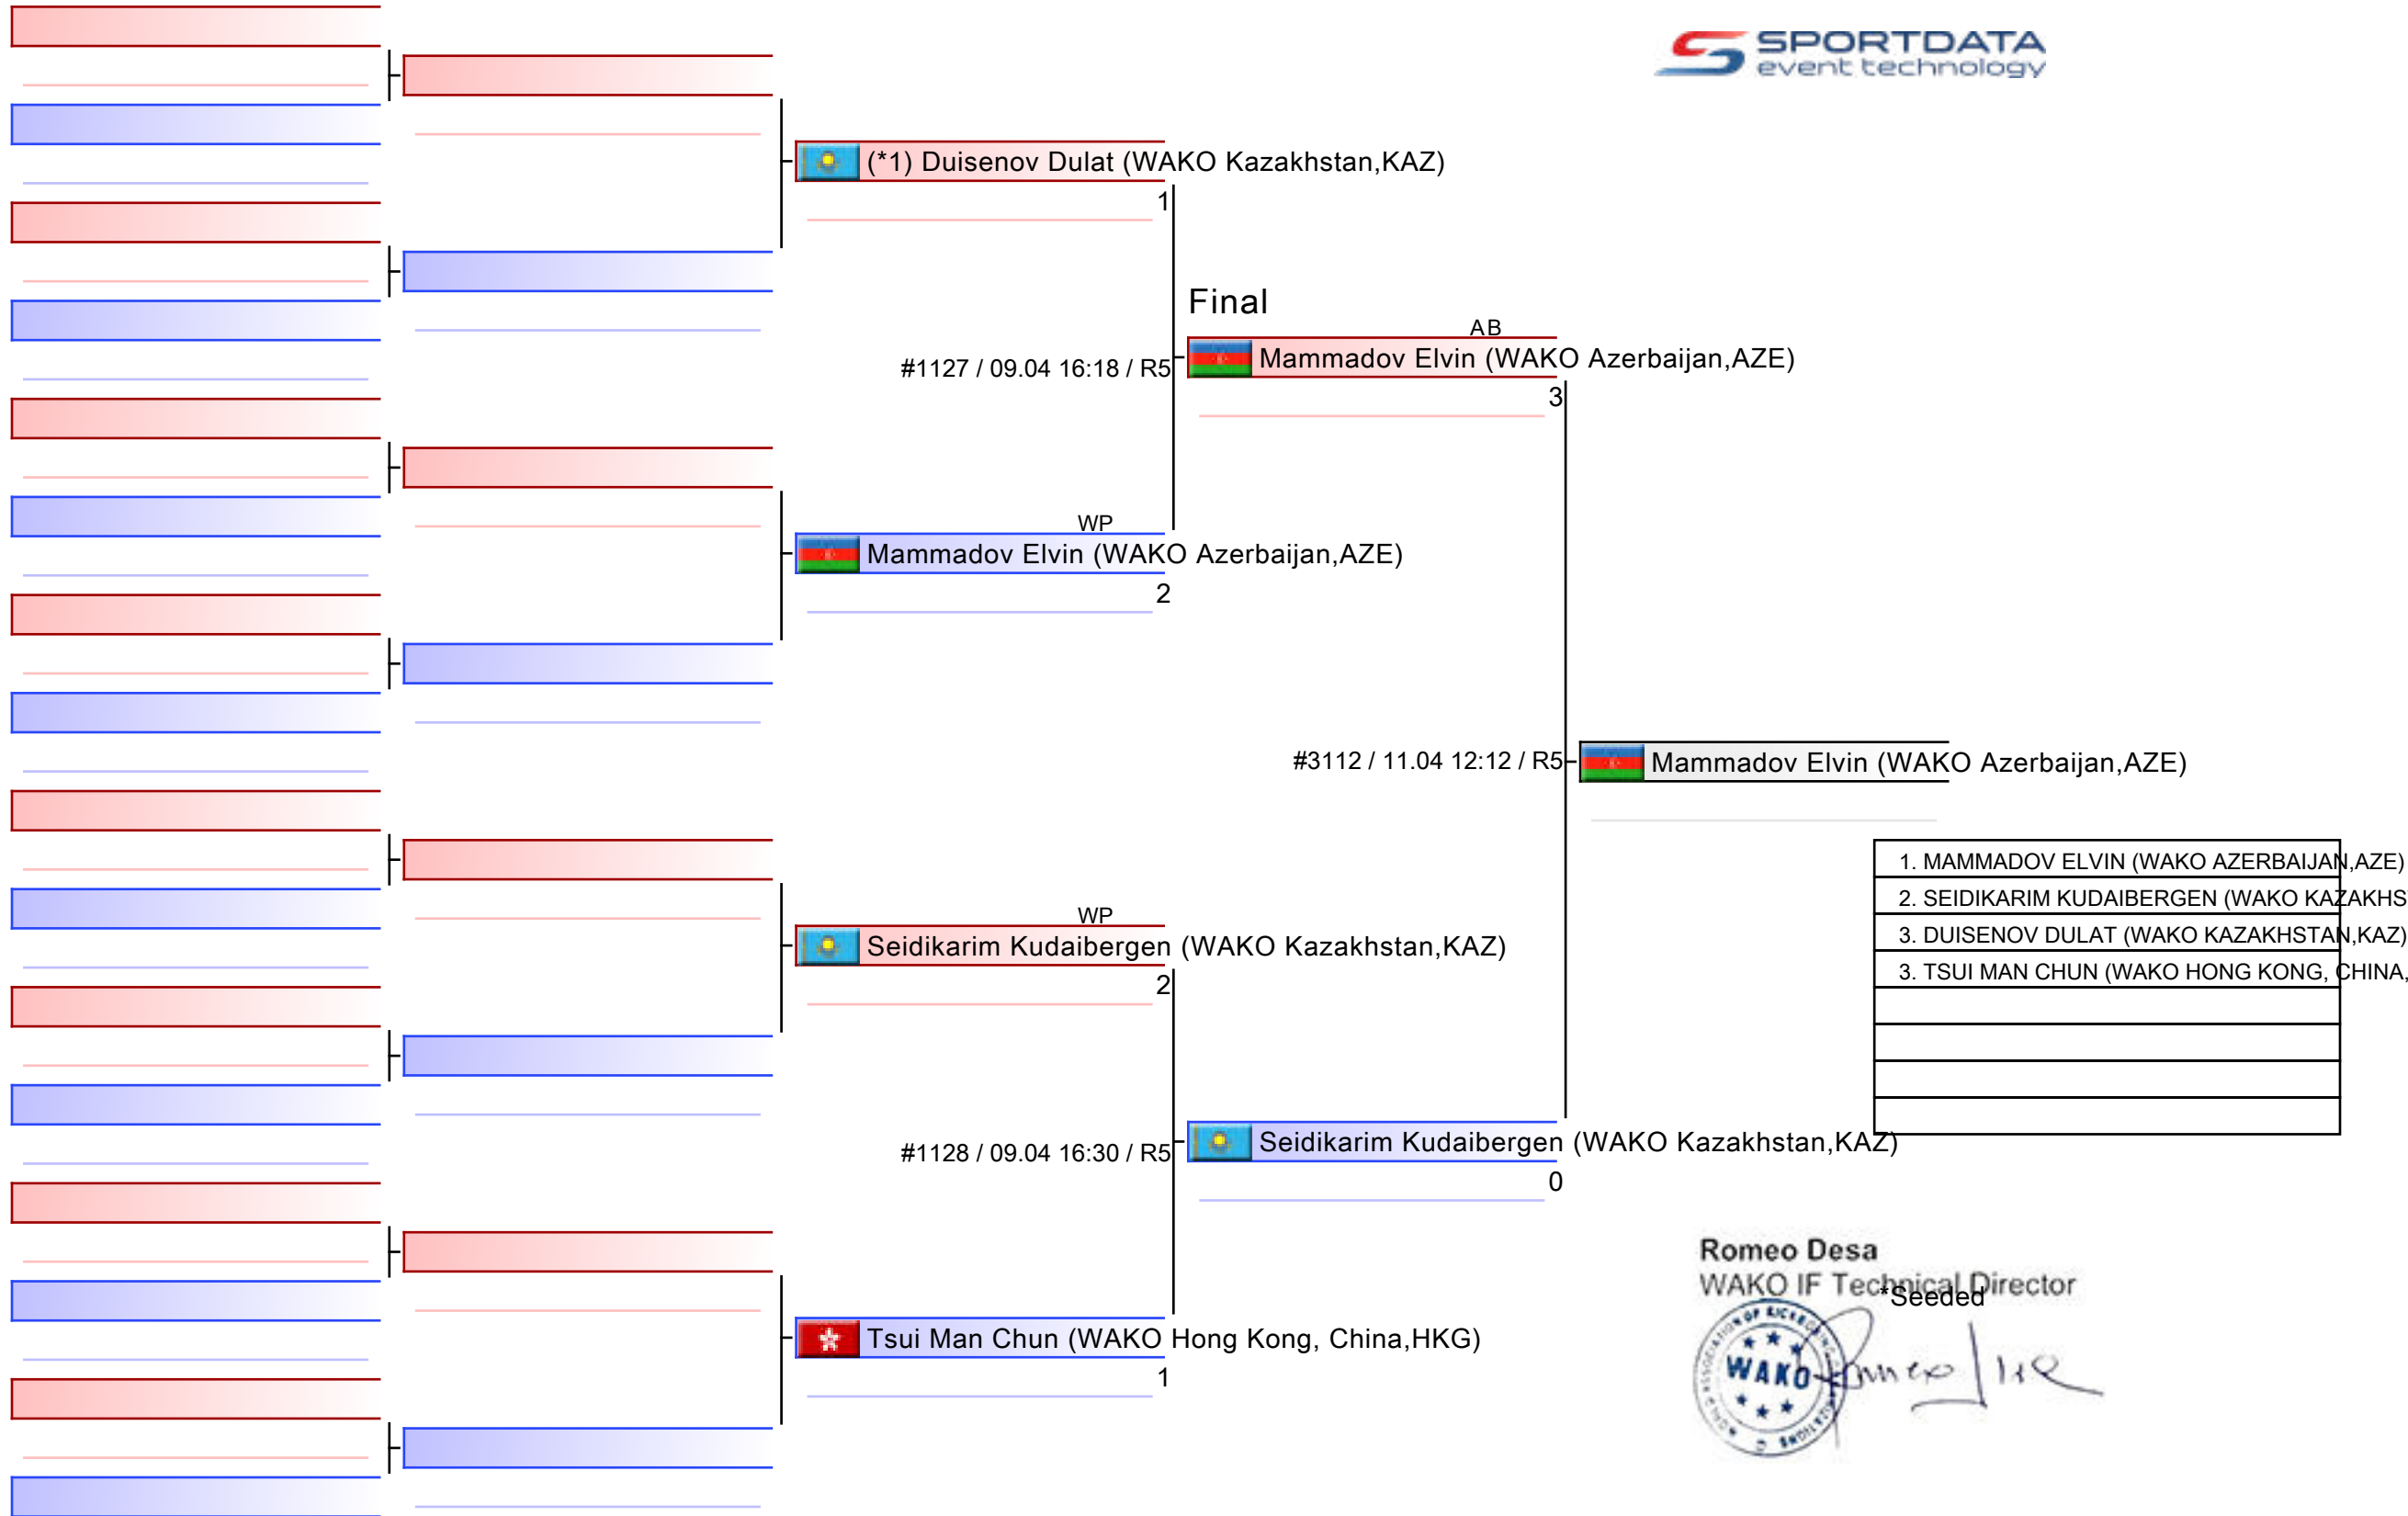 SPORTDATA
event technology
(*1) Duisenov Dulat (WAKO Kazakhstan,KAZ)
1
Final
AB
#1127 / 09.04 16:18 / R5
Mammadov Elvin (WAKO Azerbaijan,AZE)
3
WP
Mammadov Elvin (WAKO Azerbaijan,AZE)
2
#3112 / 11.04 12:12 / R5
Mammadov Elvin (WAKO Azerbaijan,AZE)
1. MAMMADOV ELVIN (WAKO AZERBAIJAN,AZE)
2. SEIDIKARIM KUDAIBERGEN (WAKO KAZAKHS
3. DUISENOV DULAT (WAKO KAZAKHSTAN,KAZ)
3. TSUI MAN CHUN (WAKO HONG KONG, CHINA,
WP
Seidikarim Kudaibergen (WAKO Kazakhstan,KAZ)
2
#1128 / 09.04 16:30 / R5
Seidikarim Kudaibergen (WAKO Kazakhstan,KAZ)
0
Tsui Man Chun (WAKO Hong Kong, China,HKG)
1
Romeo Desa
WAKO IF Technical Director
*Seeded
WAKO